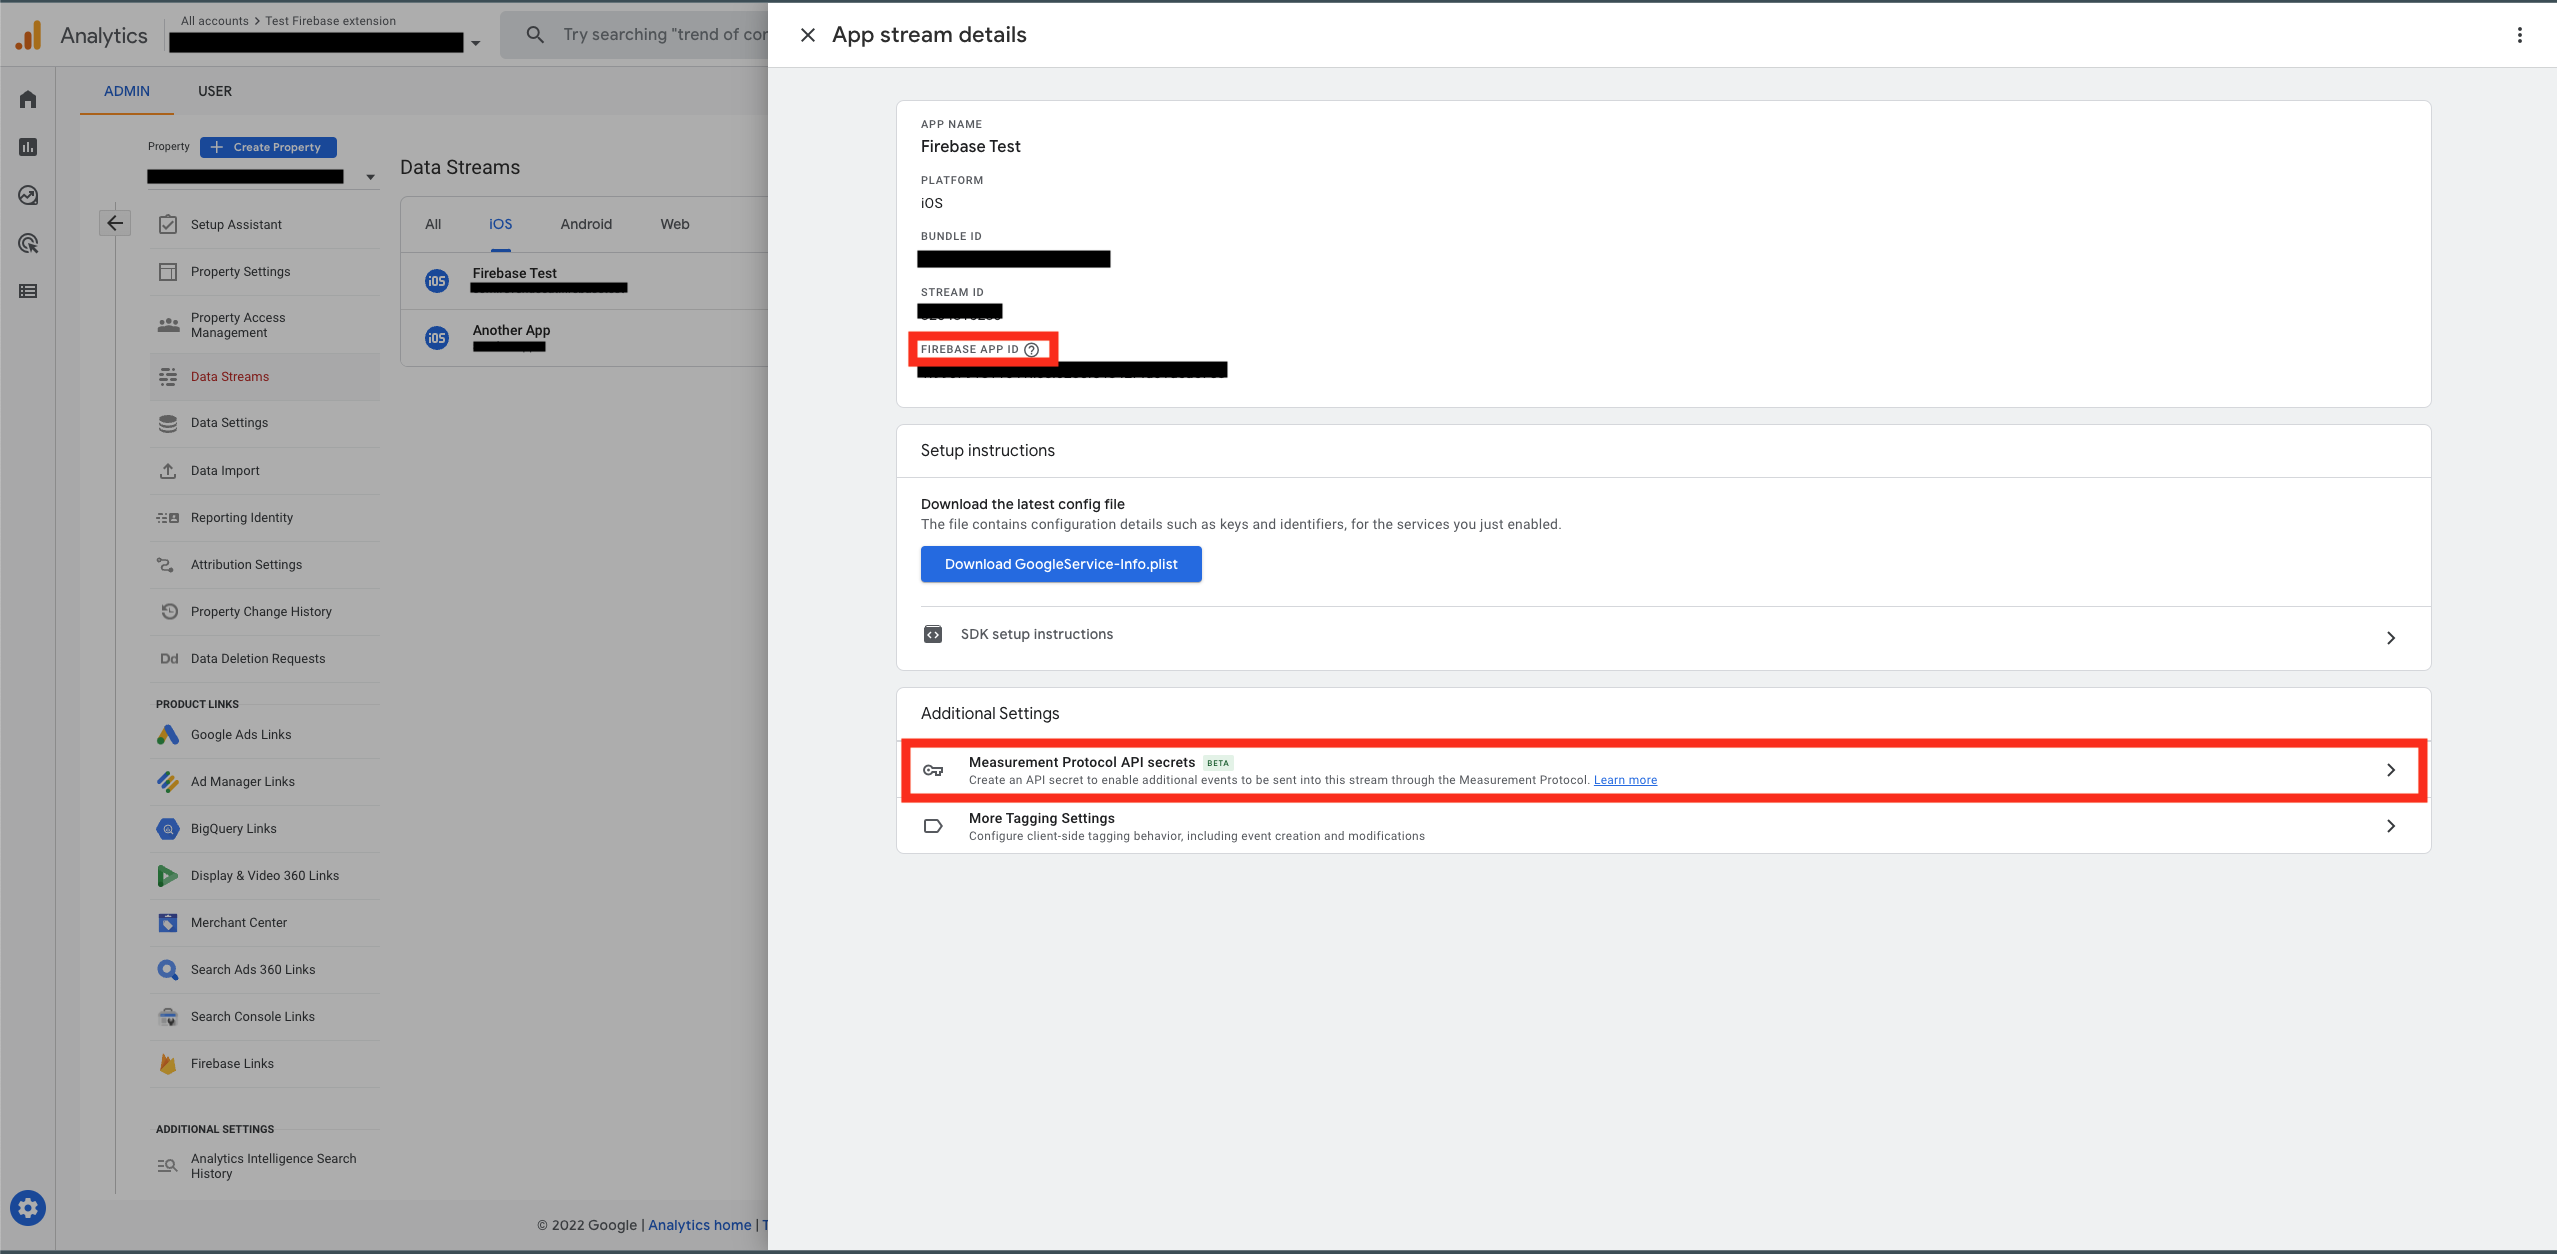 Analytics
All accounts > Test Firebase extension
Try searching "trend of con
ADMIN
USER
Property
Create Property
Setup Assistant
Property Settings
Property Access
Management
Data Streams
Data Settings
Data Import
Reporting Identity
Attribution Settings
Property Change History
Dd Data Deletion Requests
PRODUCT LINKS
Google Ads Links
Ad Manager Links
BigQuery Links
Display & Video 360 Links
Merchant Center
Search Ads 360 Links
Search Console Links
Firebase Links
ADDITIONAL SETTINGS
Analytics Intelligence Search
History
Data Streams
All
iOS
Android
Web
iOS
Firebase Test
iOS
Another App
© 2022 Google | Analytics home | T
App stream details
APP NAME
Firebase Test
PLATFORM
iOS
BUNDLE ID
STREAM ID
FIREBASE APP ID
Setup instructions
Download the latest config file
The file contains configuration details such as keys and identifiers, for the services you just enabled.
Download GoogleService-Info.plist
SDK setup instructions
Additional Settings
Measurement Protocol API secrets BETA
Create an API secret to enable additional events to be sent into this stream through the Measurement Protocol. Learn more
More Tagging Settings
Configure client-side tagging behavior, including event creation and modifications